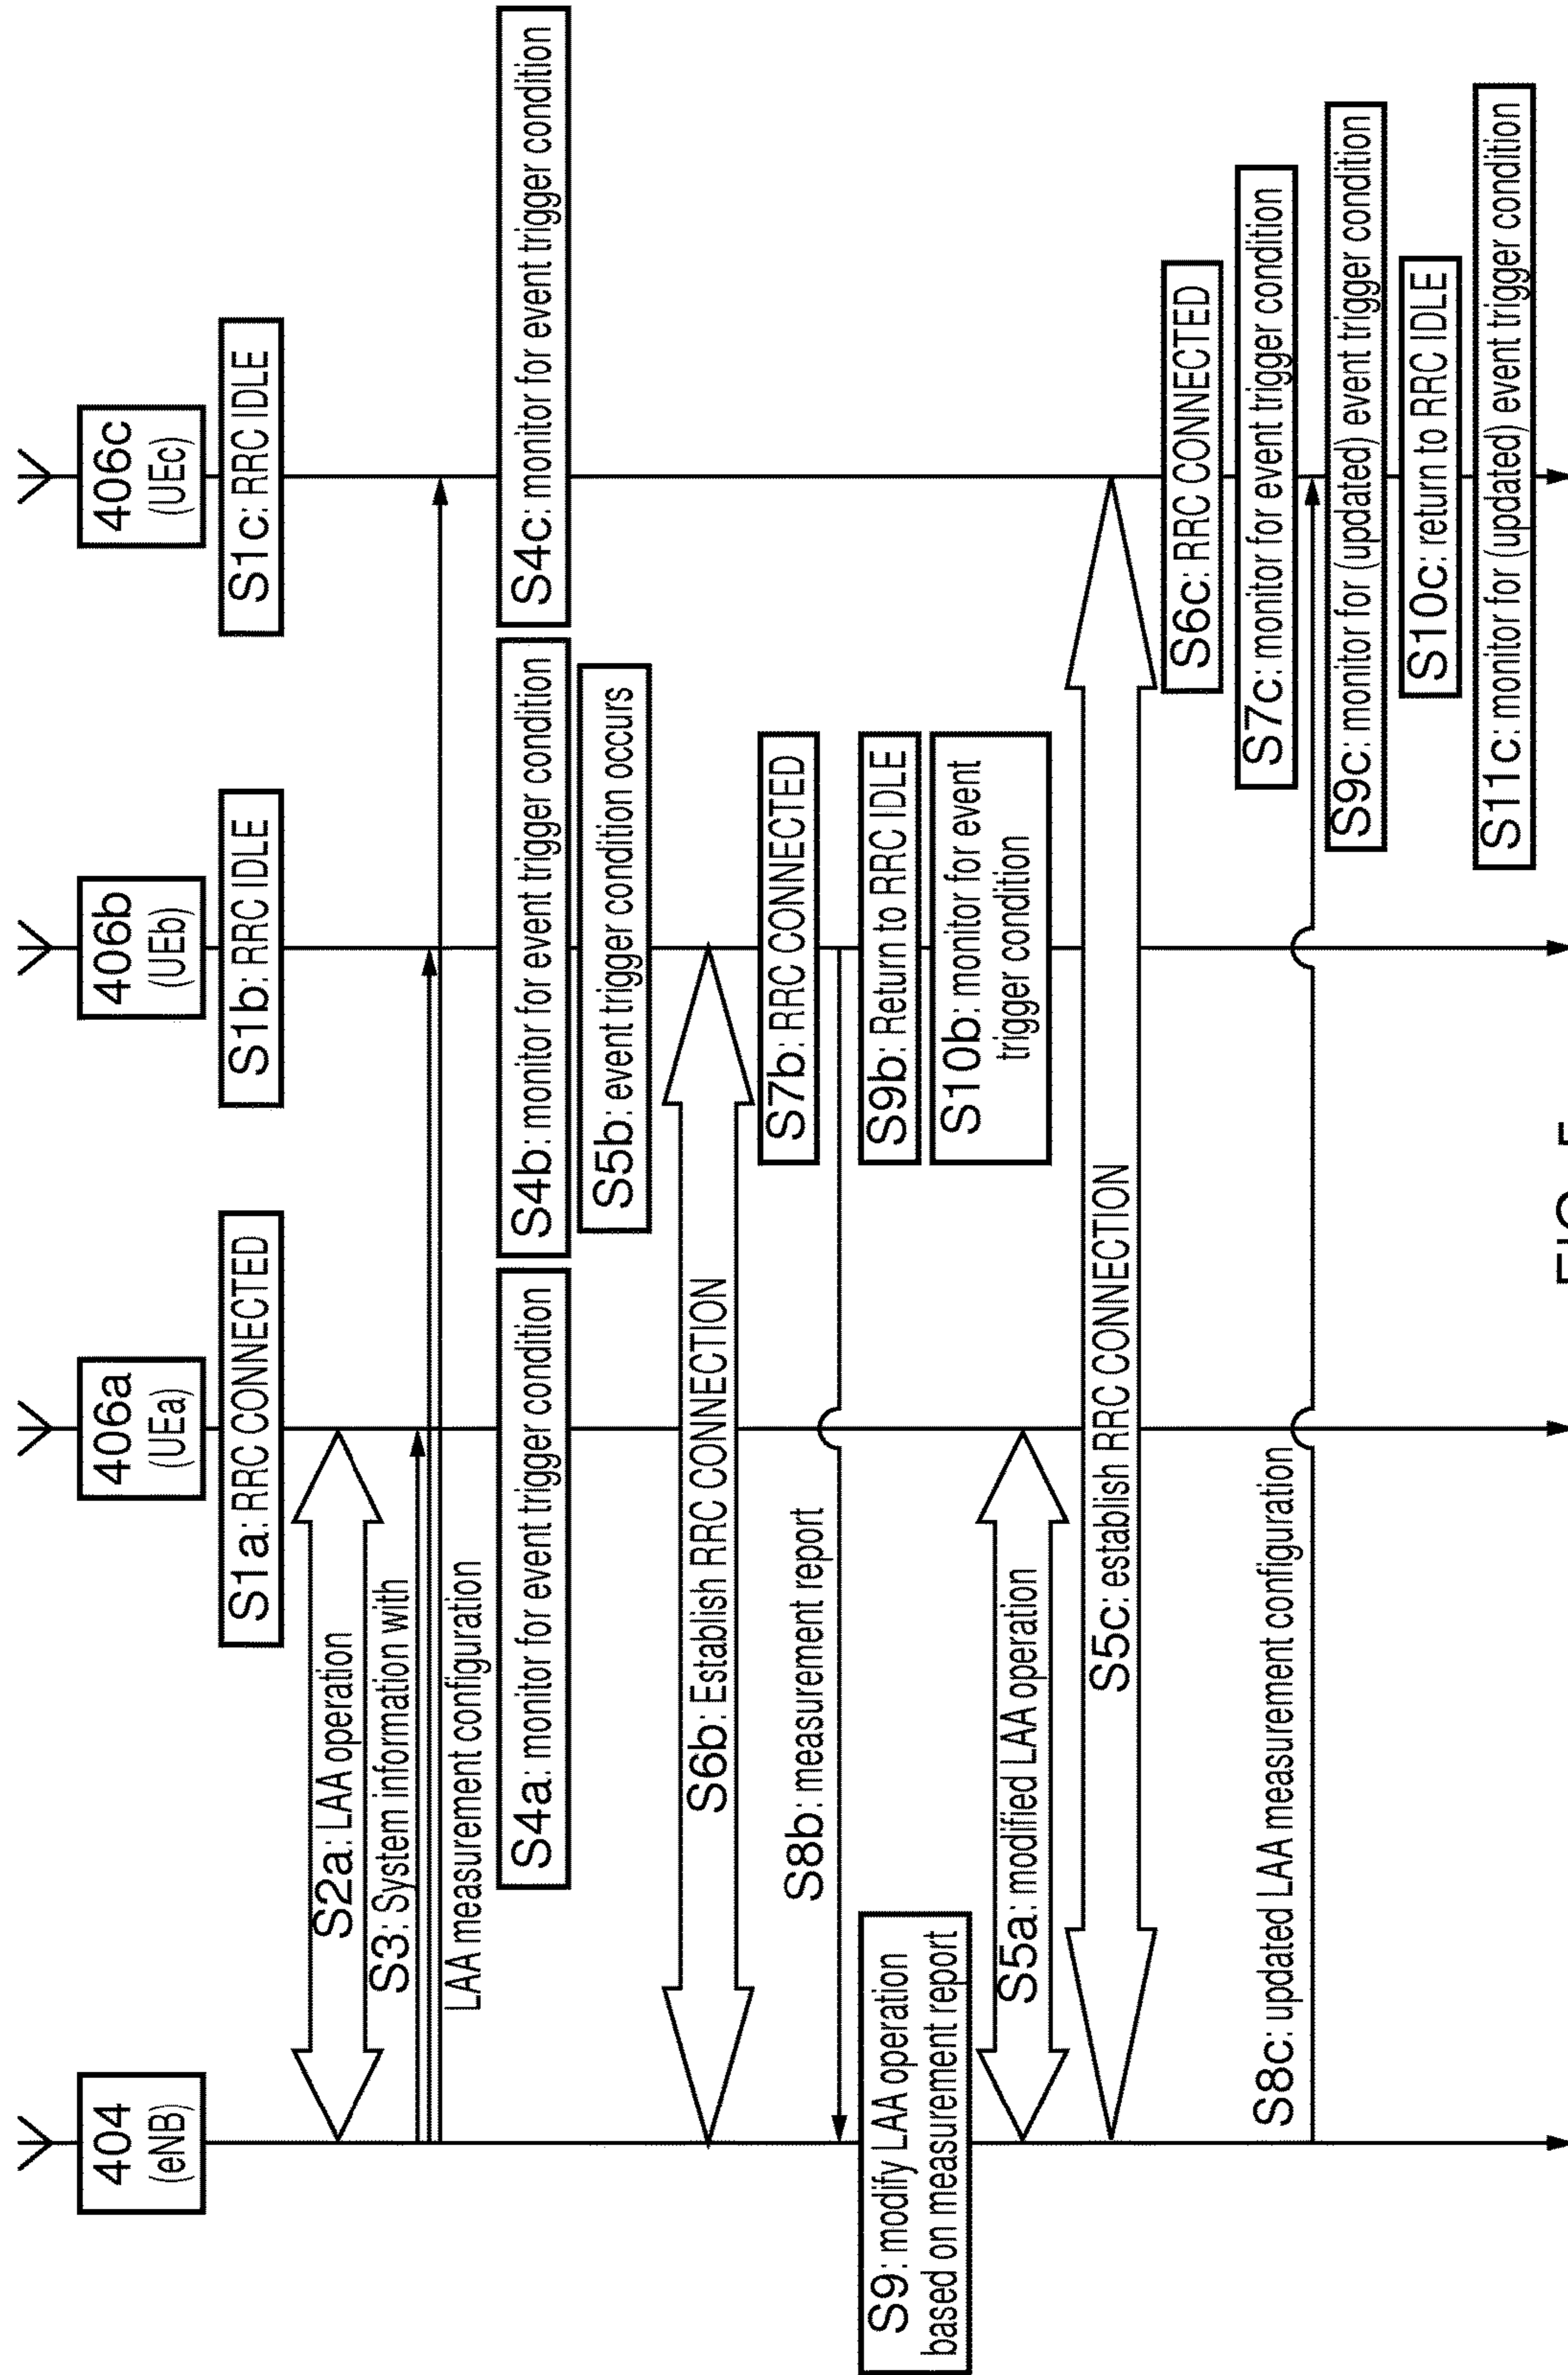 404
(eNB)
406a
(UEa)
406b
(UEb)
406c
(UEc)
S1a: RRC CONNECTED
S1b: RRC IDLE
S1c: RRC IDLE
S2a: LAA operation
S3: System information with
LAA measurement configuration
S4a: monitor for event trigger condition
S4b: monitor for event trigger condition
S4c: monitor for event trigger condition
S5b: event trigger condition occurs
S6b: Establish RRC CONNECTION
S7b: RRC CONNECTED
S8b: measurement report
S9: modify LAA operation
based on measurement report
S9b: Return to RRC IDLE
S10b: monitor for event
trigger condition
S5a: modified LAA operation
S5c: establish RRC CONNECTION
S6c: RRC CONNECTED
S7c: monitor for event trigger condition
S8c: updated LAA measurement configuration
S9c: monitor for (updated) event trigger condition
S10c: return to RRC IDLE
S11c: monitor for (updated) event trigger condition